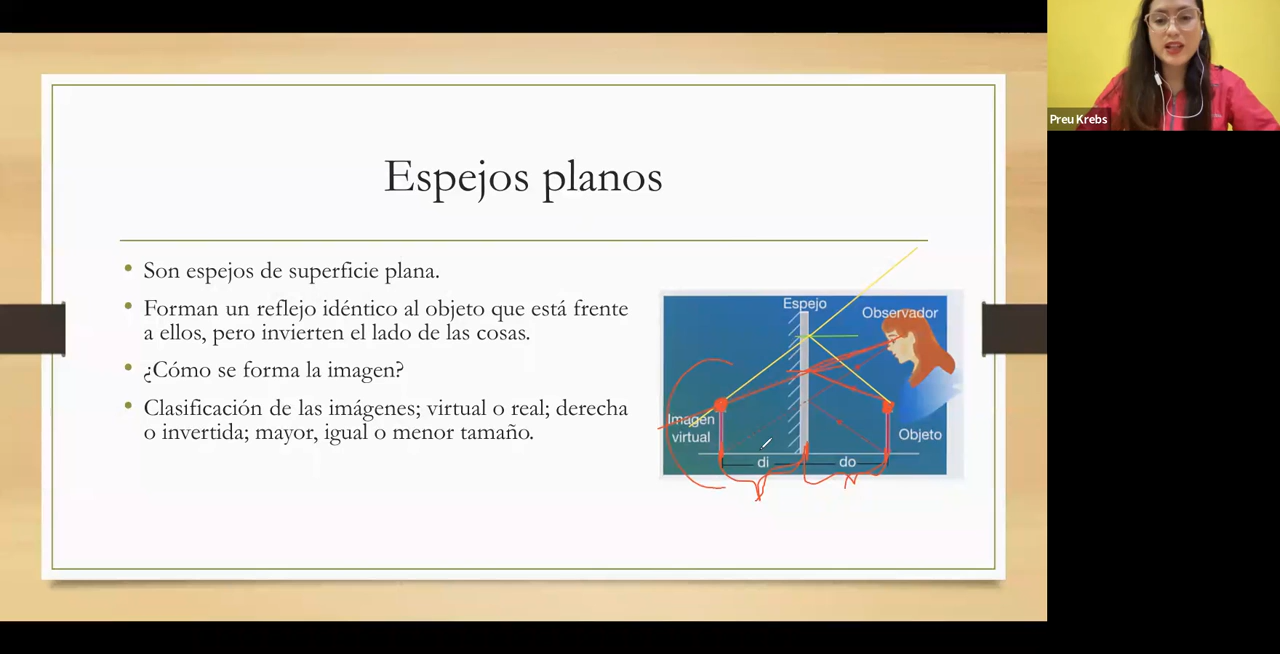 Espejos planos
Son espejos de superficie plana.
Forman un reflejo idéntico al objeto que está frente
a ellos, pero invierten el lado de las cosas.
¿Cómo se forma la imagen?
Clasificación de las imágenes; virtual o real; derecha
o invertida; mayor, igual o menor tamaño.
Espejo
Observador
Imagen
virtual
Objeto
di
do
Preu Krebs